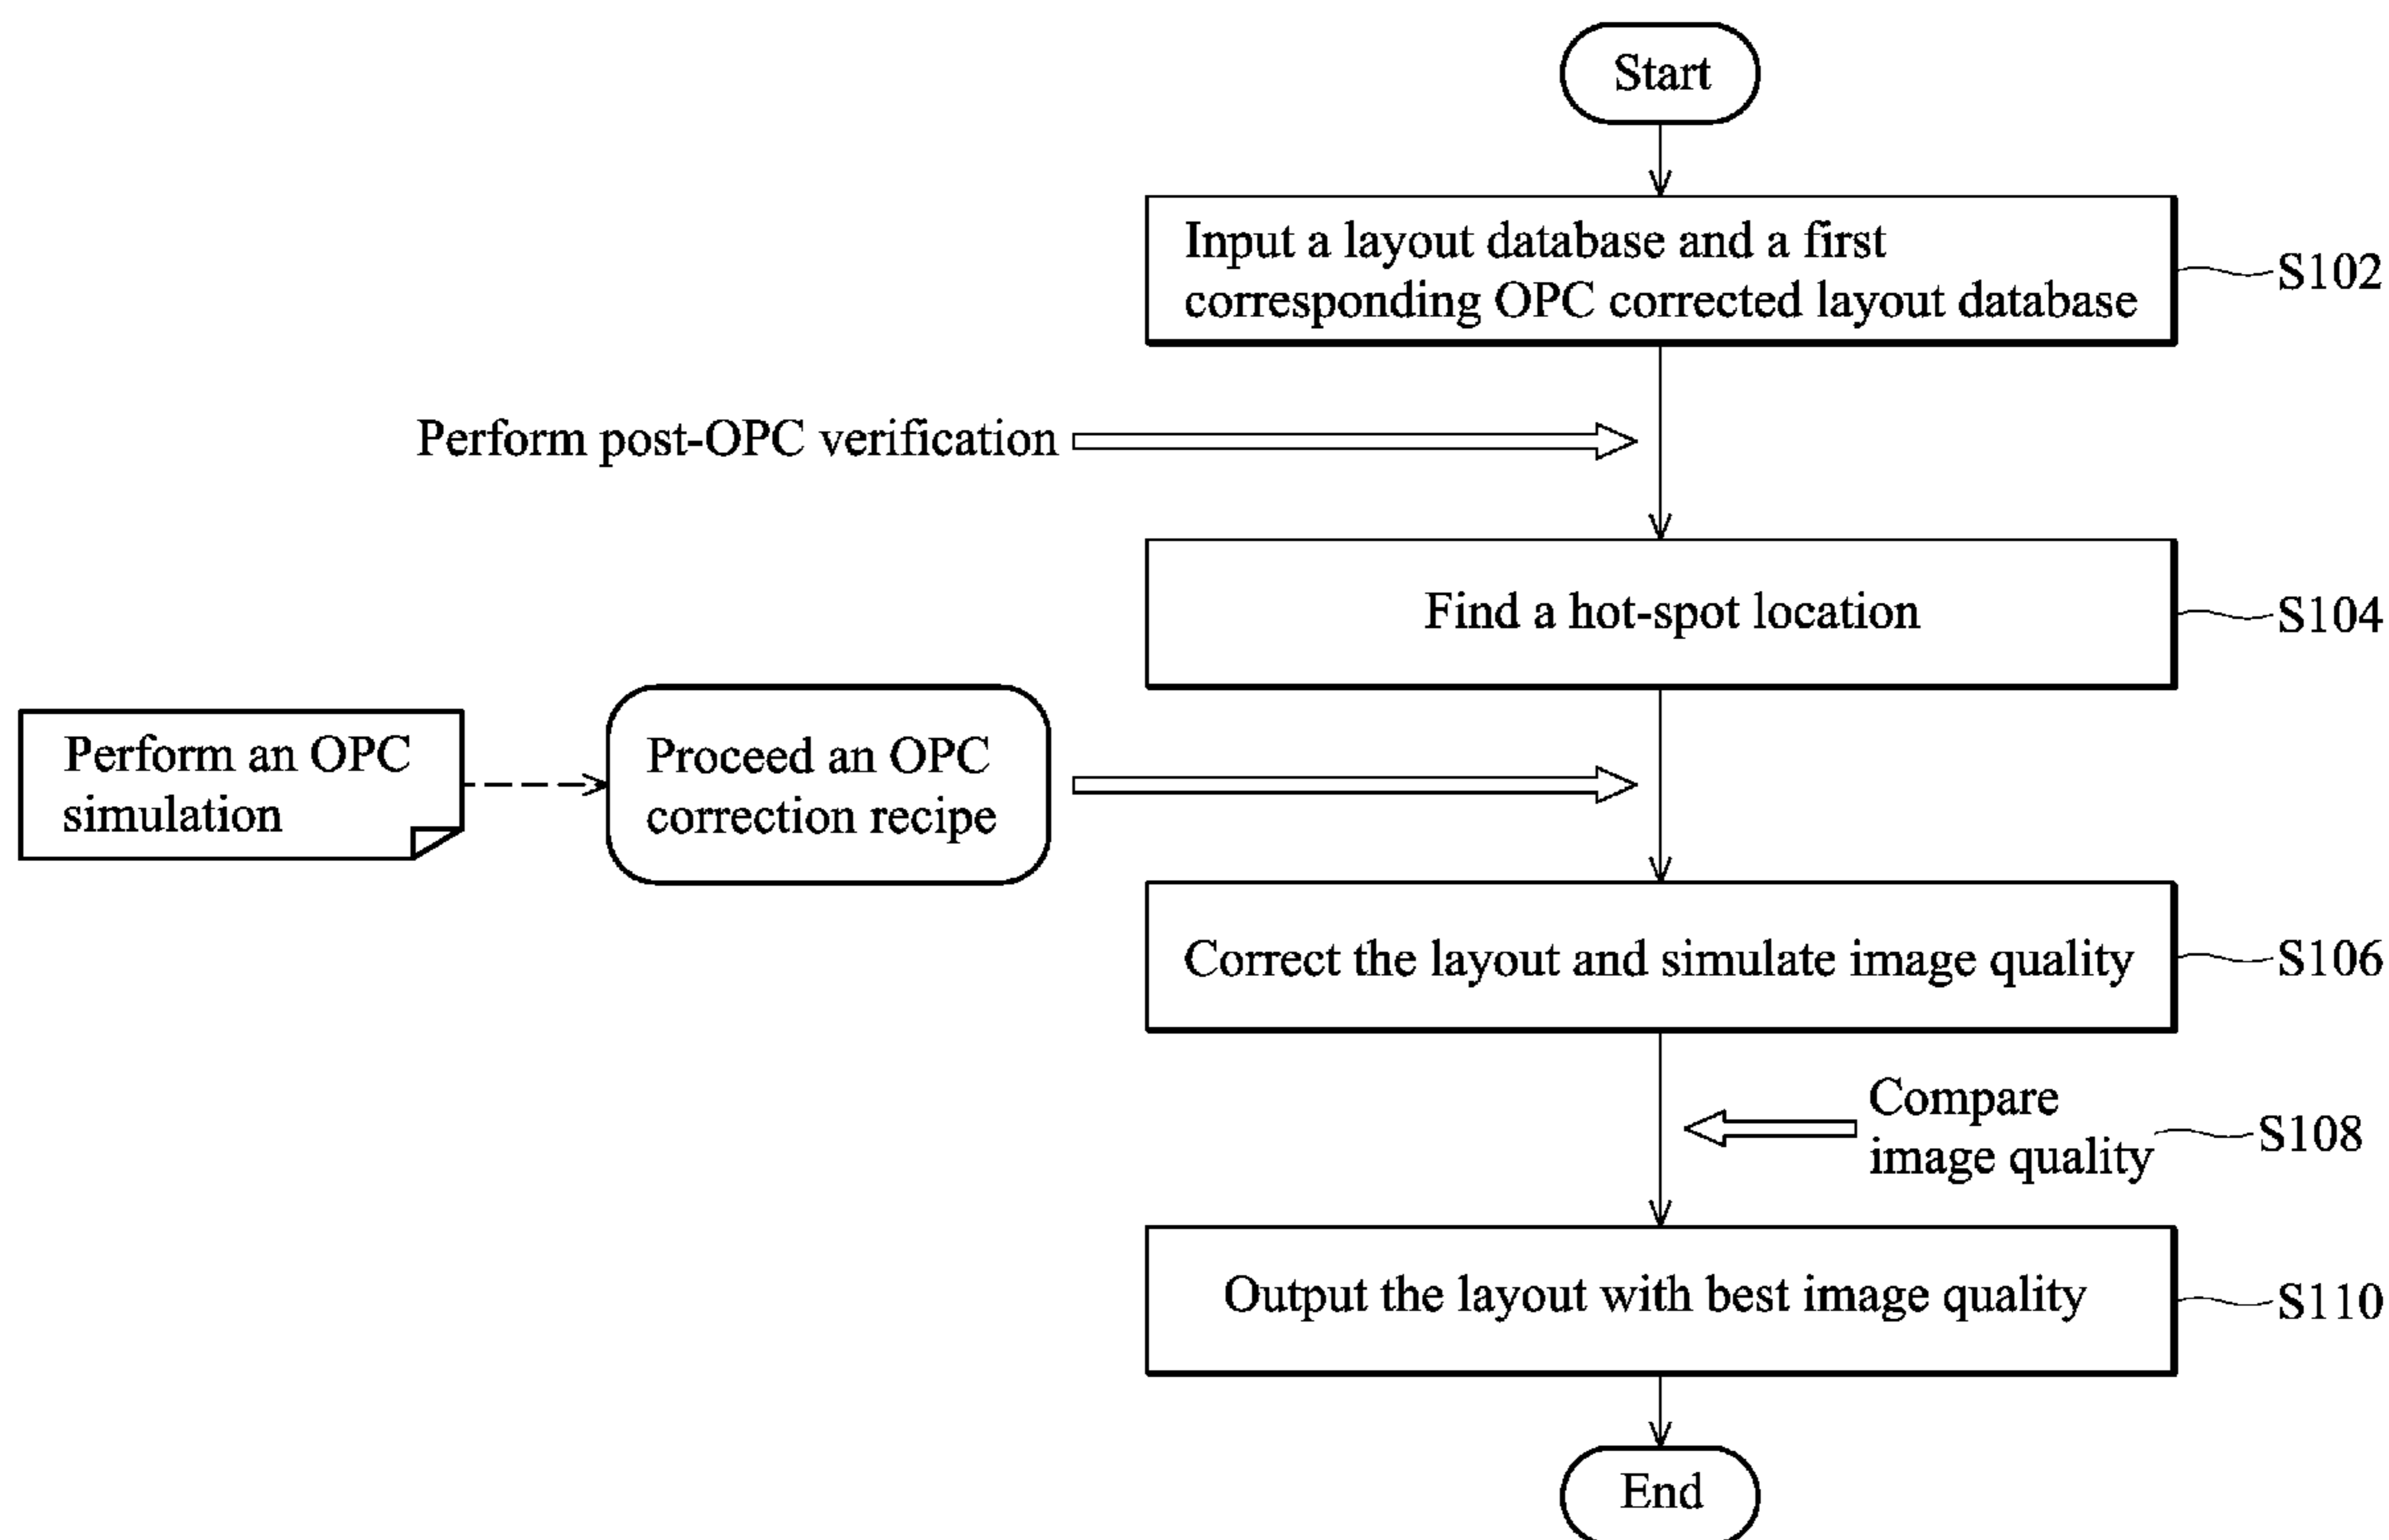 Start
Input a layout database and a first
corresponding OPC corrected layout database
S102
Perform post-OPC verification
Find a hot-spot location
S104
Perform an OPC
simulation
Proceed an OPC
correction recipe
Correct the layout and simulate image quality
S106
Compare
image quality
S108
Output the layout with best image quality
S110
End